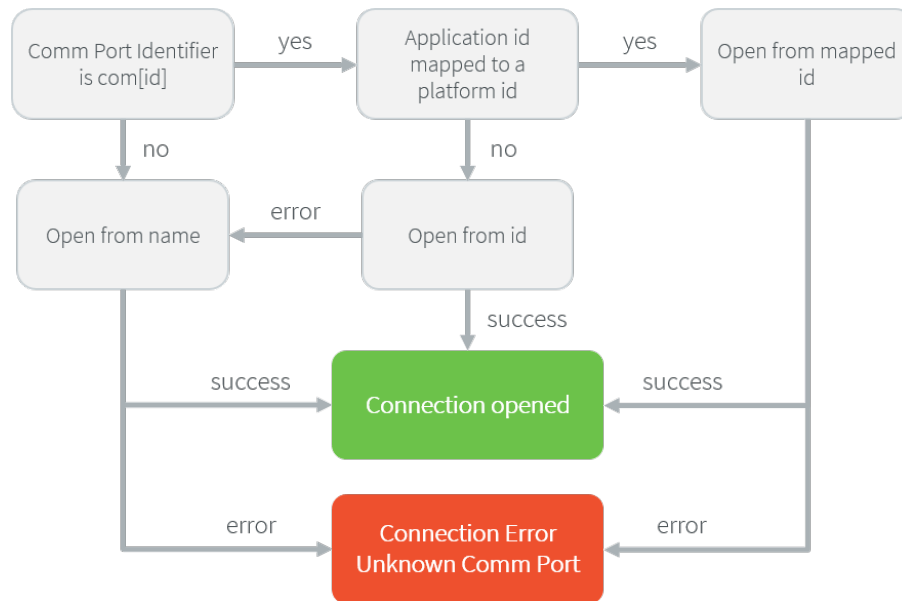 Comm Port Identifier
is com[id]
yes
Application id
mapped to a
platform id
yes
Open from mapped
id
no
no
Open from name
error
Open from id
success
success
Connection opened
success
error
Connection Error
Unknown Comm Port
error